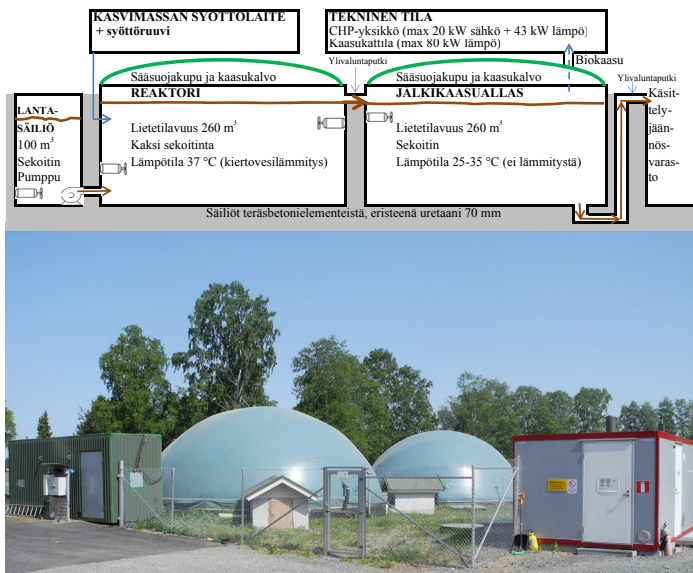 KASVIMASSAN SYÖTTÖLAITE
+ syöttöruuvi
TEKNINEN TILA
CHP-yksikkö (max 20 kW sähkö + 43 kW lämpö)
Kaasukattila (max 80 kW lämpö)
Ylivaluntaputki
Biokaasu
Ylivaluntaputki
Sääsuojakupu ja kaasukalvo
Sääsuojakupu ja kaasukalvo
LANTA-
SÄILIÖ
100 m³
Sekoitin
Pumppu
REAKTORI
Lietetilavuus 260 m³
Kaksi sekoitinta
Lämpötila 37 °C (kiertovesilämmitys)
JÄLKIKAASUALLAS
Lietetilavuus 260 m³
Sekoitin
Lämpötila 25-35 °C (ei lämmitystä)
Käsit-
tely-
jään-
nös-
varas-
to
Säiliöt teräsbetonielementeistä, eristeenä uretaani 70 mm